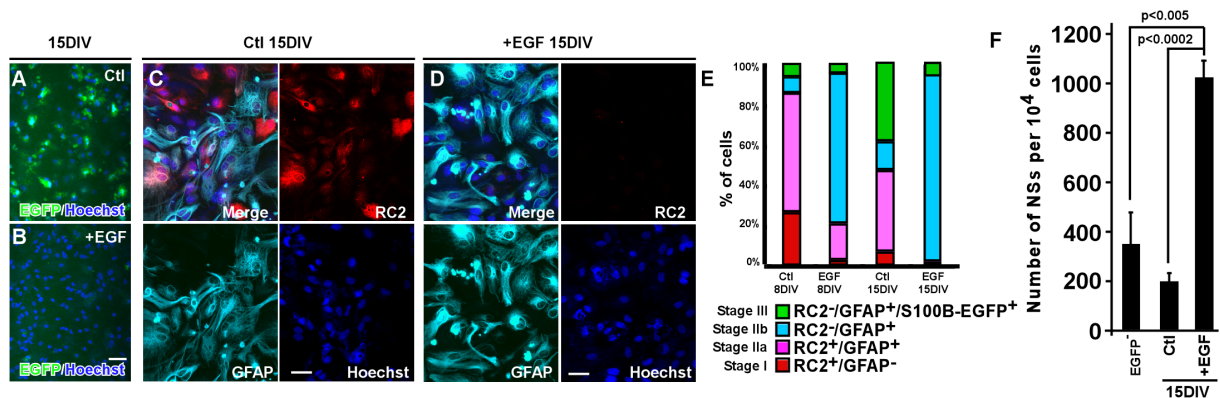 15DIV
Ctl 15DIV
+EGF 15DIV
A
Ctl
EGFP/Hoechst
B
+EGF
EGFP/Hoechst
C
Merge
RC2
GFAP
Hoechst
D
Merge
RC2
GFAP
Hoechst
E
% of cells
100%
80%
60%
40%
20%
0%
Ctl
8DIV
EGF
8DIV
Ctl
15DIV
EGF
15DIV
Stage III RC2⁻/GFAP⁺/S100B-EGFP⁺
Stage IIb RC2⁻/GFAP⁺
Stage IIa RC2⁺/GFAP⁺
Stage I RC2⁺/GFAP⁻
F
p<0.005
p<0.0002
Number of NSs per 10⁴ cells
1200
1000
800
600
400
200
0
EGFP⁻
Ctl
+EGF
15DIV